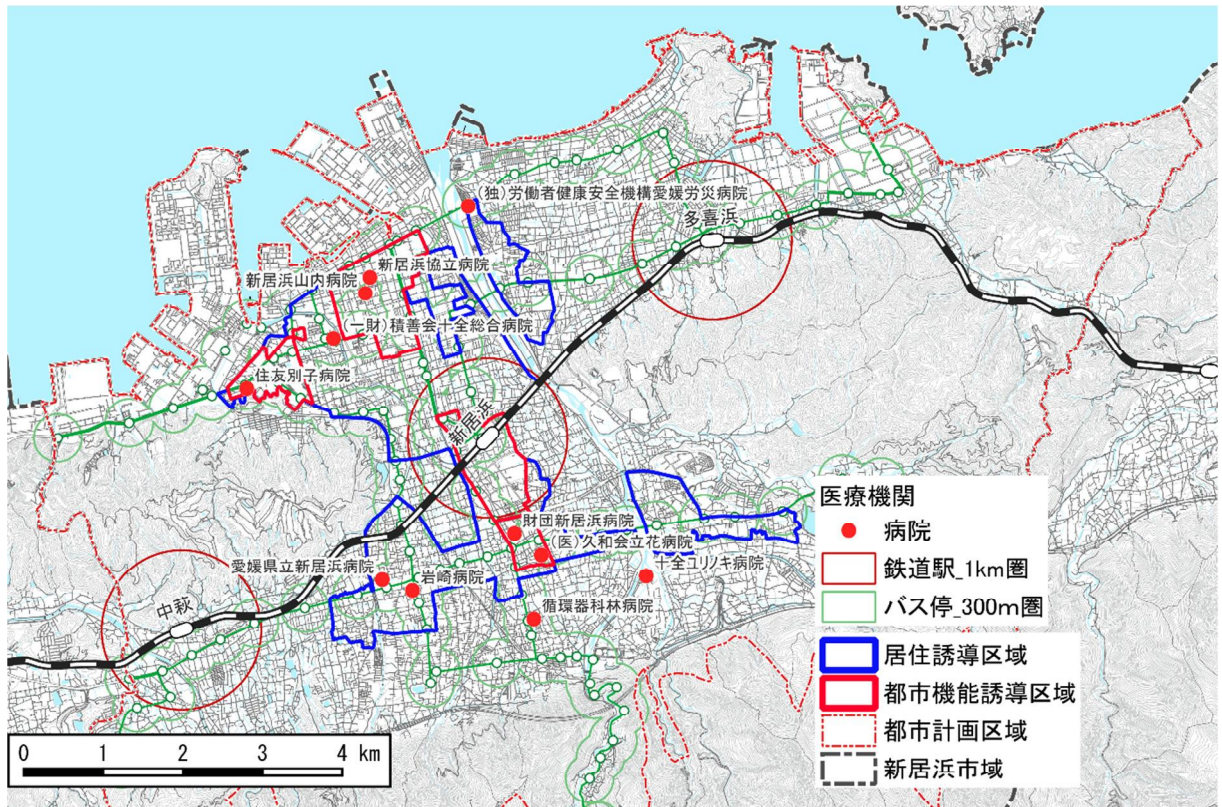 (独)労働者健康安全機構愛媛労災病院
多喜浜
新居浜協立病院
新居浜山内病院
(一財)積善会十全総合病院
住友別子病院
新居浜
財団新居浜病院
(医)久和会立花病院
愛媛県立新居浜病院
岩崎病院
十全ユリノキ病院
循環器科林病院
中萩
医療機関
病院
鉄道駅_1km圏
バス停_300m圏
居住誘導区域
都市機能誘導区域
都市計画区域
新居浜市域
0 1 2 3 4 km